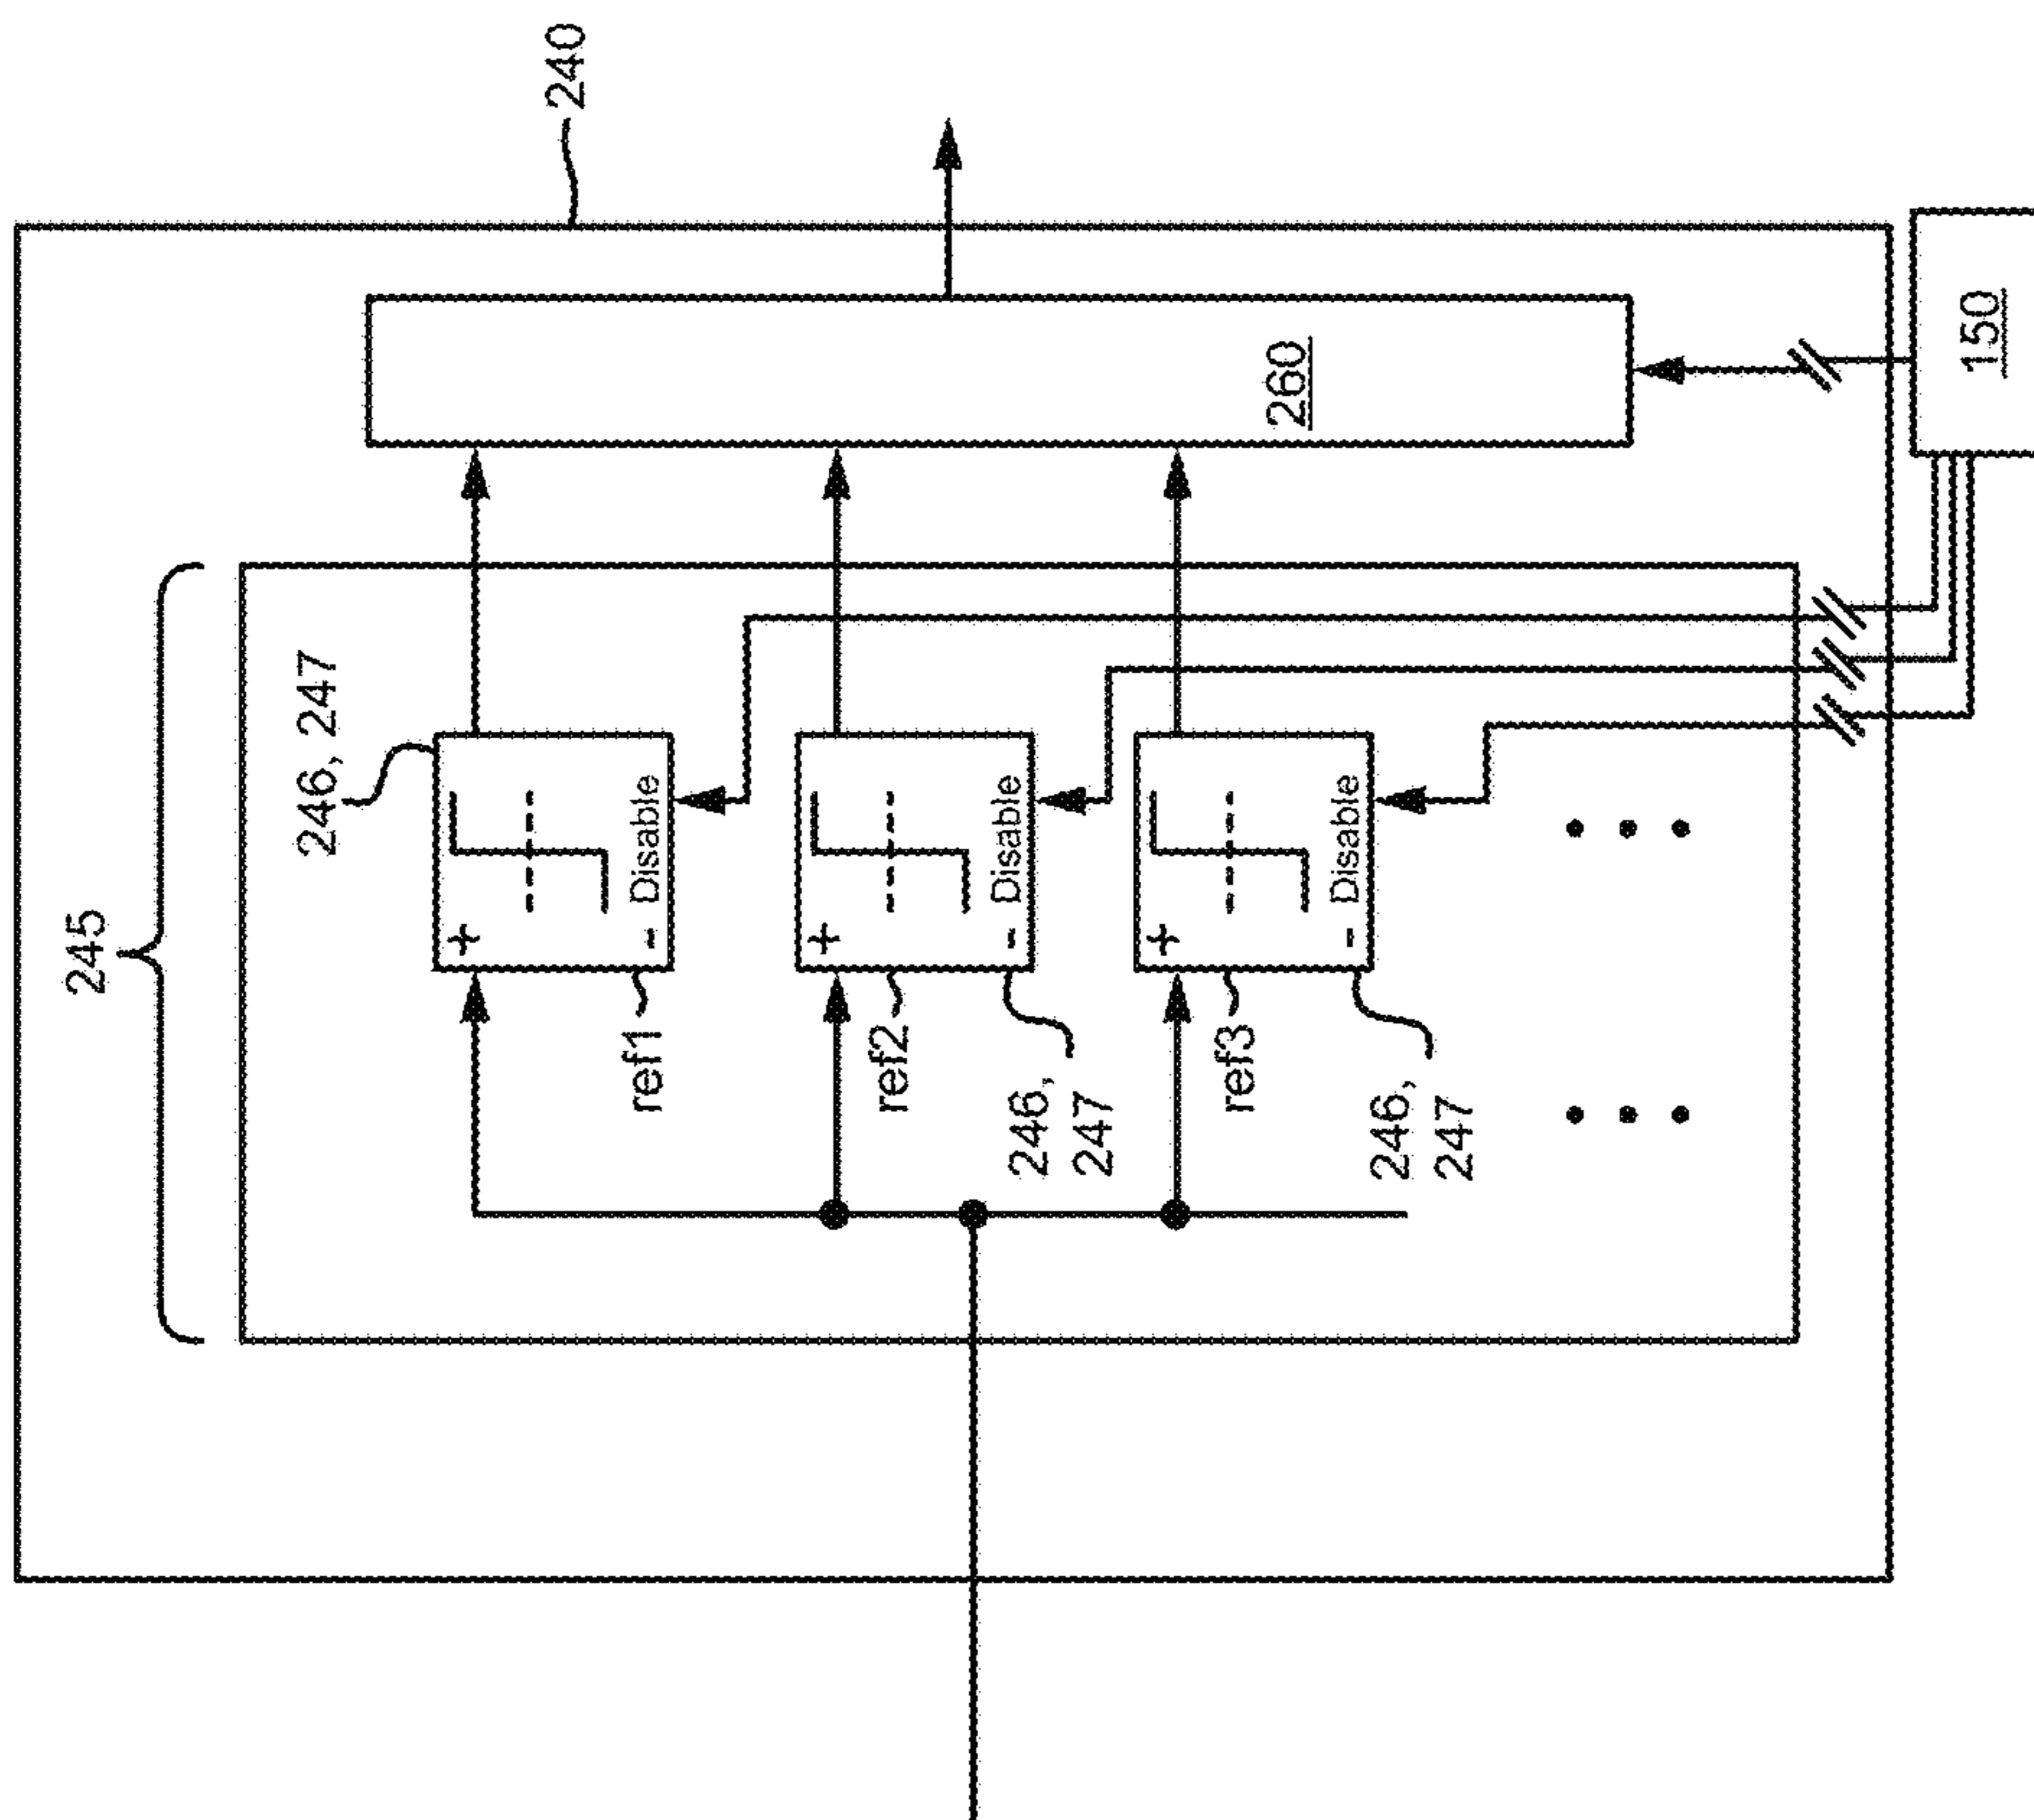 245
240
246, 247
+
- Disable
ref1
+
- Disable
ref2
246,
247
260
+
- Disable
ref3
246,
247
150